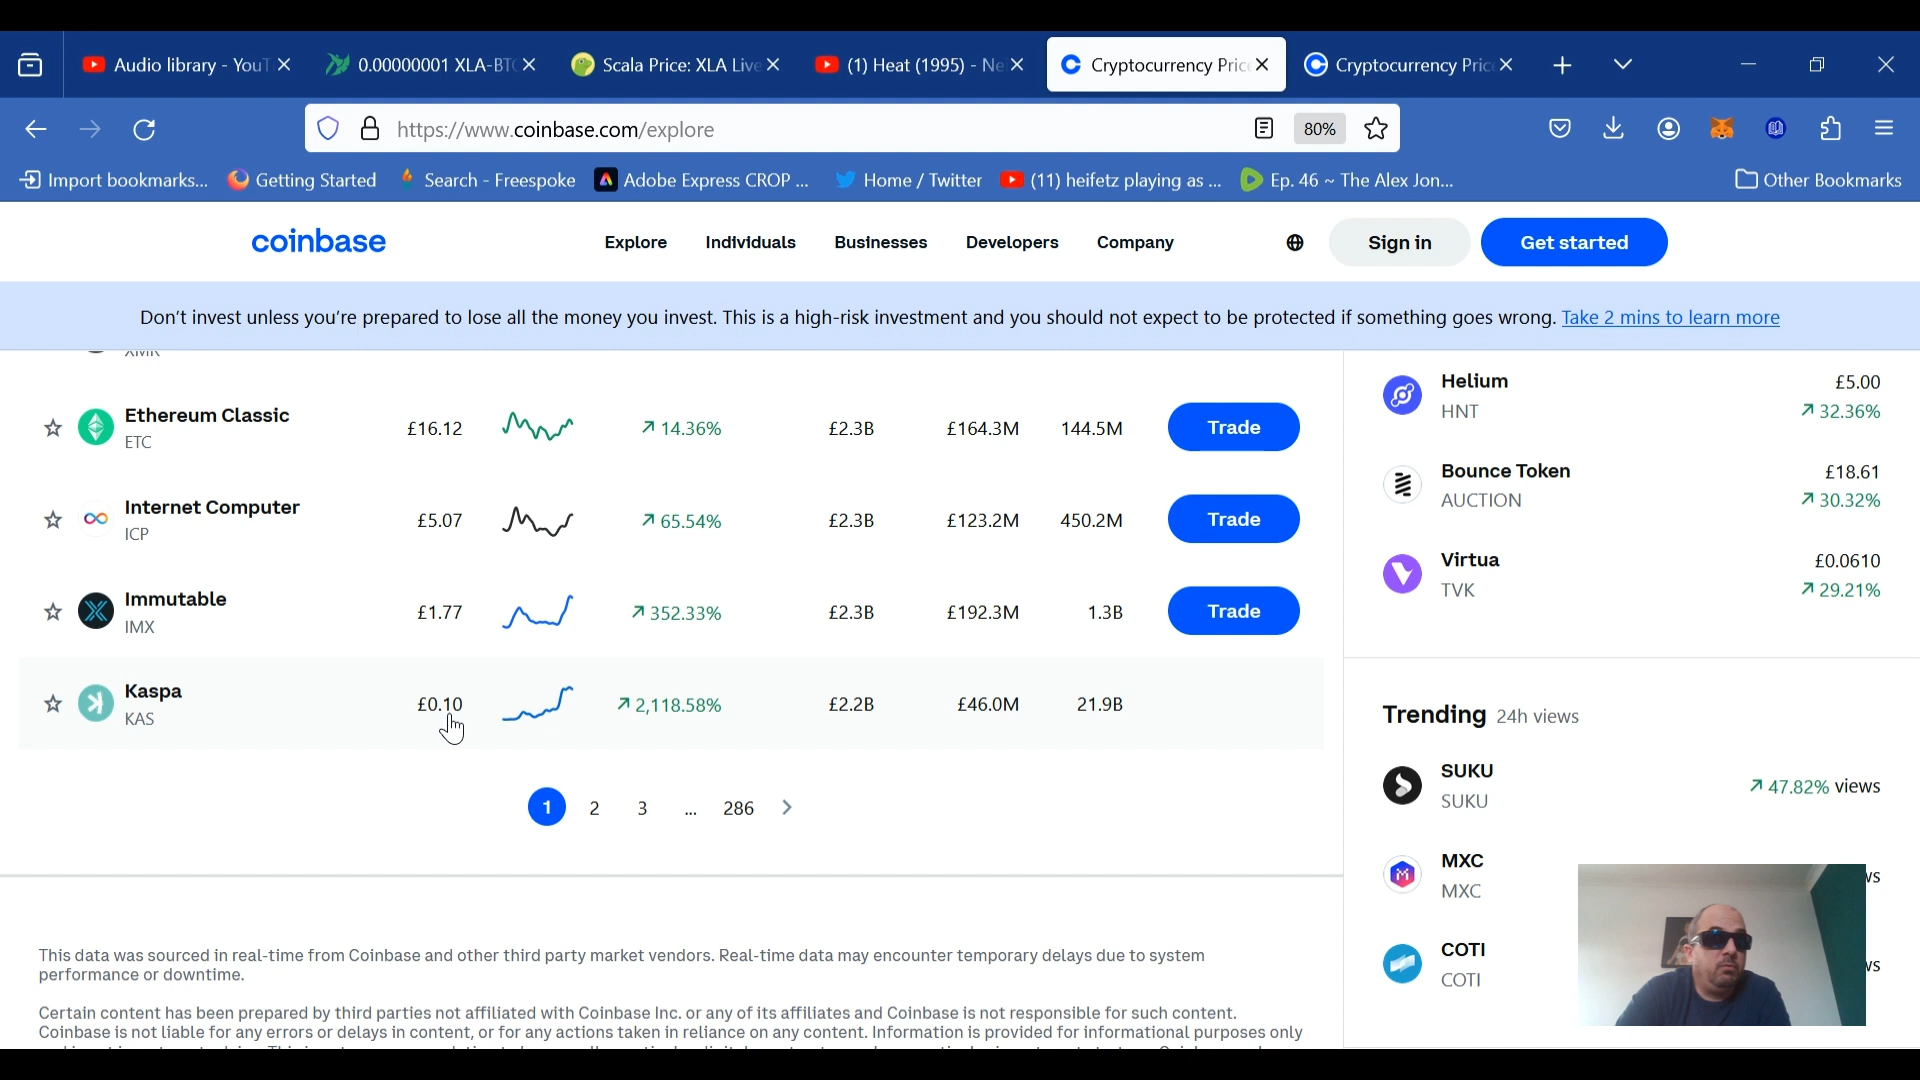 Audio library - YouT
0.00000001 XLA-BTC
Scala Price: XLA Live
(1) Heat (1995) - Ne
Cryptocurrency Pric
Cryptocurrency Price
https://www.coinbase.com/explore
80%
Import bookmarks...
Getting Started
Search - Freespoke
Adobe Express CROP ...
Home / Twitter
(11) heifetz playing as ...
Ep. 46 ~ The Alex Jon...
Other Bookmarks
coinbase
Explore
Individuals
Businesses
Developers
Company
Sign in
Get started
Don't invest unless you're prepared to lose all the money you invest. This is a high-risk investment and you should not expect to be protected if something goes wrong. Take 2 mins to learn more
XMR
Ethereum Classic
ETC
£16.12
14.36%
£2.3B
£164.3M
144.5M
Trade
Internet Computer
ICP
£5.07
65.54%
£2.3B
£123.2M
450.2M
Trade
Immutable
IMX
£1.77
352.33%
£2.3B
£192.3M
1.3B
Trade
Kaspa
KAS
£0.10
2,118.58%
£2.2B
£46.0M
21.9B
1
2
3
...
286
This data was sourced in real-time from Coinbase and other third party market vendors. Real-time data may encounter temporary delays due to system
performance or downtime.
Certain content has been prepared by third parties not affiliated with Coinbase Inc. or any of its affiliates and Coinbase is not responsible for such content.
Coinbase is not liable for any errors or delays in content, or for any actions taken in reliance on any content. Information is provided for informational purposes only
Helium
HNT
£5.00
32.36%
Bounce Token
AUCTION
£18.61
30.32%
Virtua
TVK
£0.0610
29.21%
Trending 24h views
SUKU
SUKU
47.82% views
MXC
MXC
ws
COTI
COTI
ws